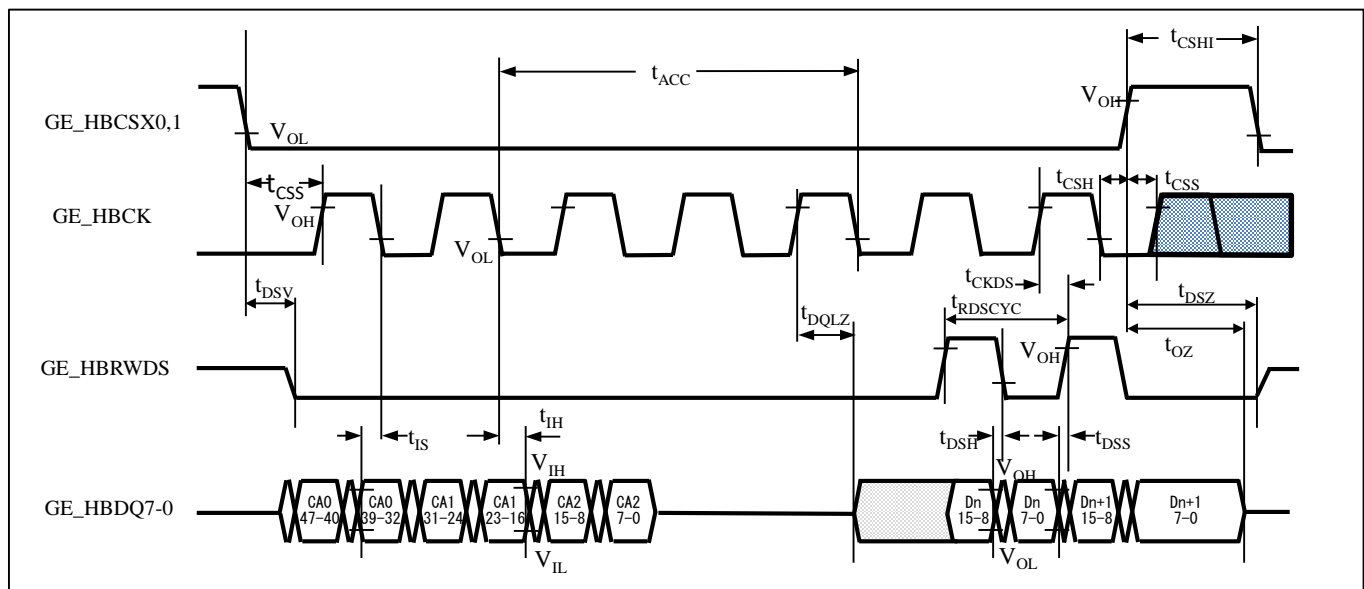 tCSHI
tACC
VOH
GE_HBCSX0,1
VOL
tCSS
tCSH
tCSS
GE_HBCK
VOH
VOL
tCKDS
tDSV
tRDSCYC
tDSZ
tDQLZ
VOH
tOZ
GE_HBRWDS
tIH
tIS
tDSH
tDSS
VIH
VOH
GE_HBDQ7-0
CA0
47-40
CA0
39-32
CA1
31-24
CA1
23-16
CA2
15-8
CA2
7-0
Dn
15-8
Dn
7-0
Dn+1
15-8
Dn+1
7-0
VIL
VOL